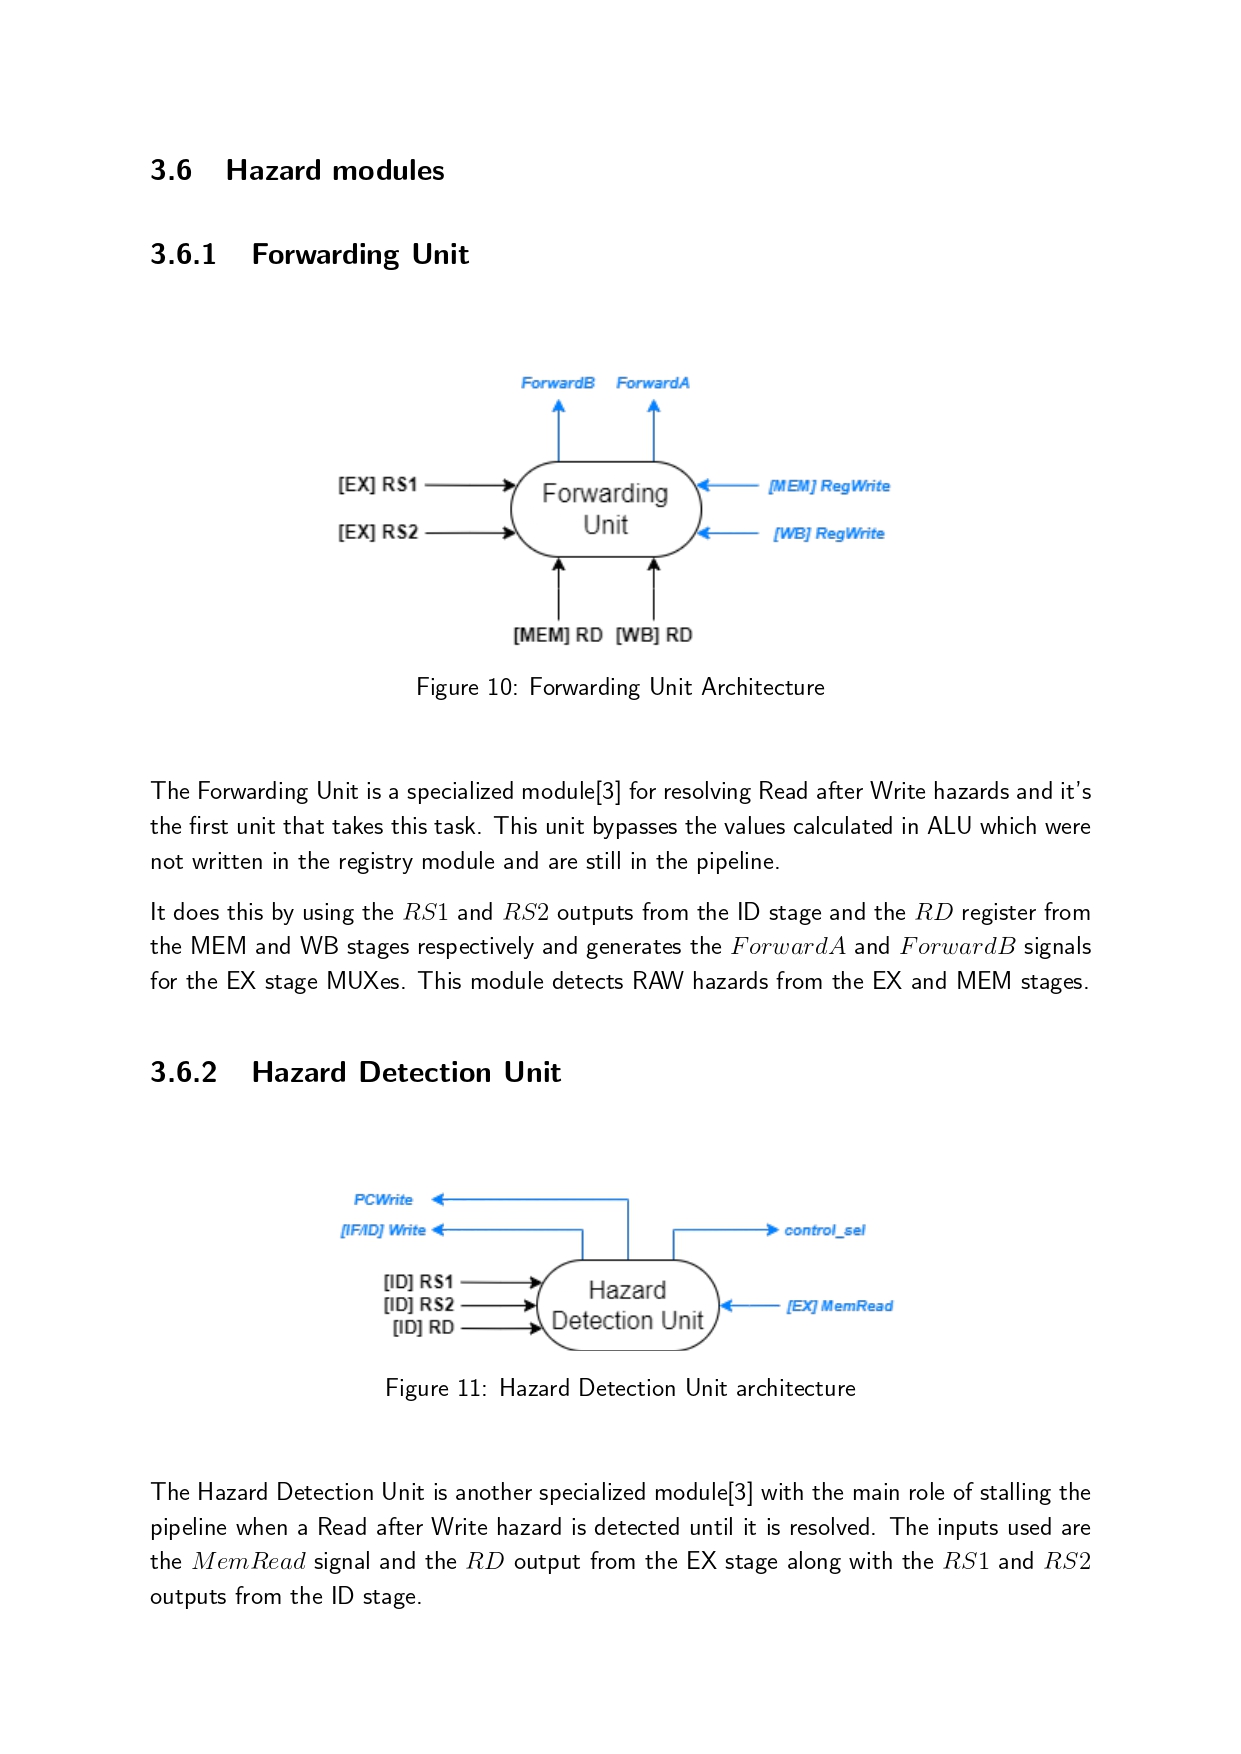 3.6 Hazard modules
3.6.1 Forwarding Unit
ForwardB ForwardA
[EX] RS1
[EX] RS2
Forwarding
Unit
[MEM] RegWrite
[WB] RegWrite
[MEM] RD [WB] RD
Figure 10: Forwarding Unit Architecture
The Forwarding Unit is a specialized module[3] for resolving Read after Write hazards and it's
the first unit that takes this task. This unit bypasses the values calculated in ALU which were
not written in the registry module and are still in the pipeline.
It does this by using the RS1 and RS2 outputs from the ID stage and the RD register from
the MEM and WB stages respectively and generates the ForwardA and ForwardB signals
for the EX stage MUXes. This module detects RAW hazards from the EX and MEM stages.
3.6.2 Hazard Detection Unit
PCWrite
[IF/ID] Write
control_sel
[ID] RS1
[ID] RS2
[ID] RD
Hazard
Detection Unit
[EX] MemRead
Figure 11: Hazard Detection Unit architecture
The Hazard Detection Unit is another specialized module[3] with the main role of stalling the
pipeline when a Read after Write hazard is detected until it is resolved. The inputs used are
the MemRead signal and the RD output from the EX stage along with the RS1 and RS2
outputs from the ID stage.